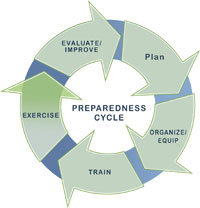 EVALUATE/
IMPROVE
Plan
PREPAREDNESS
CYCLE
EXERCISE
ORGANIZE/
EQUIP
TRAIN